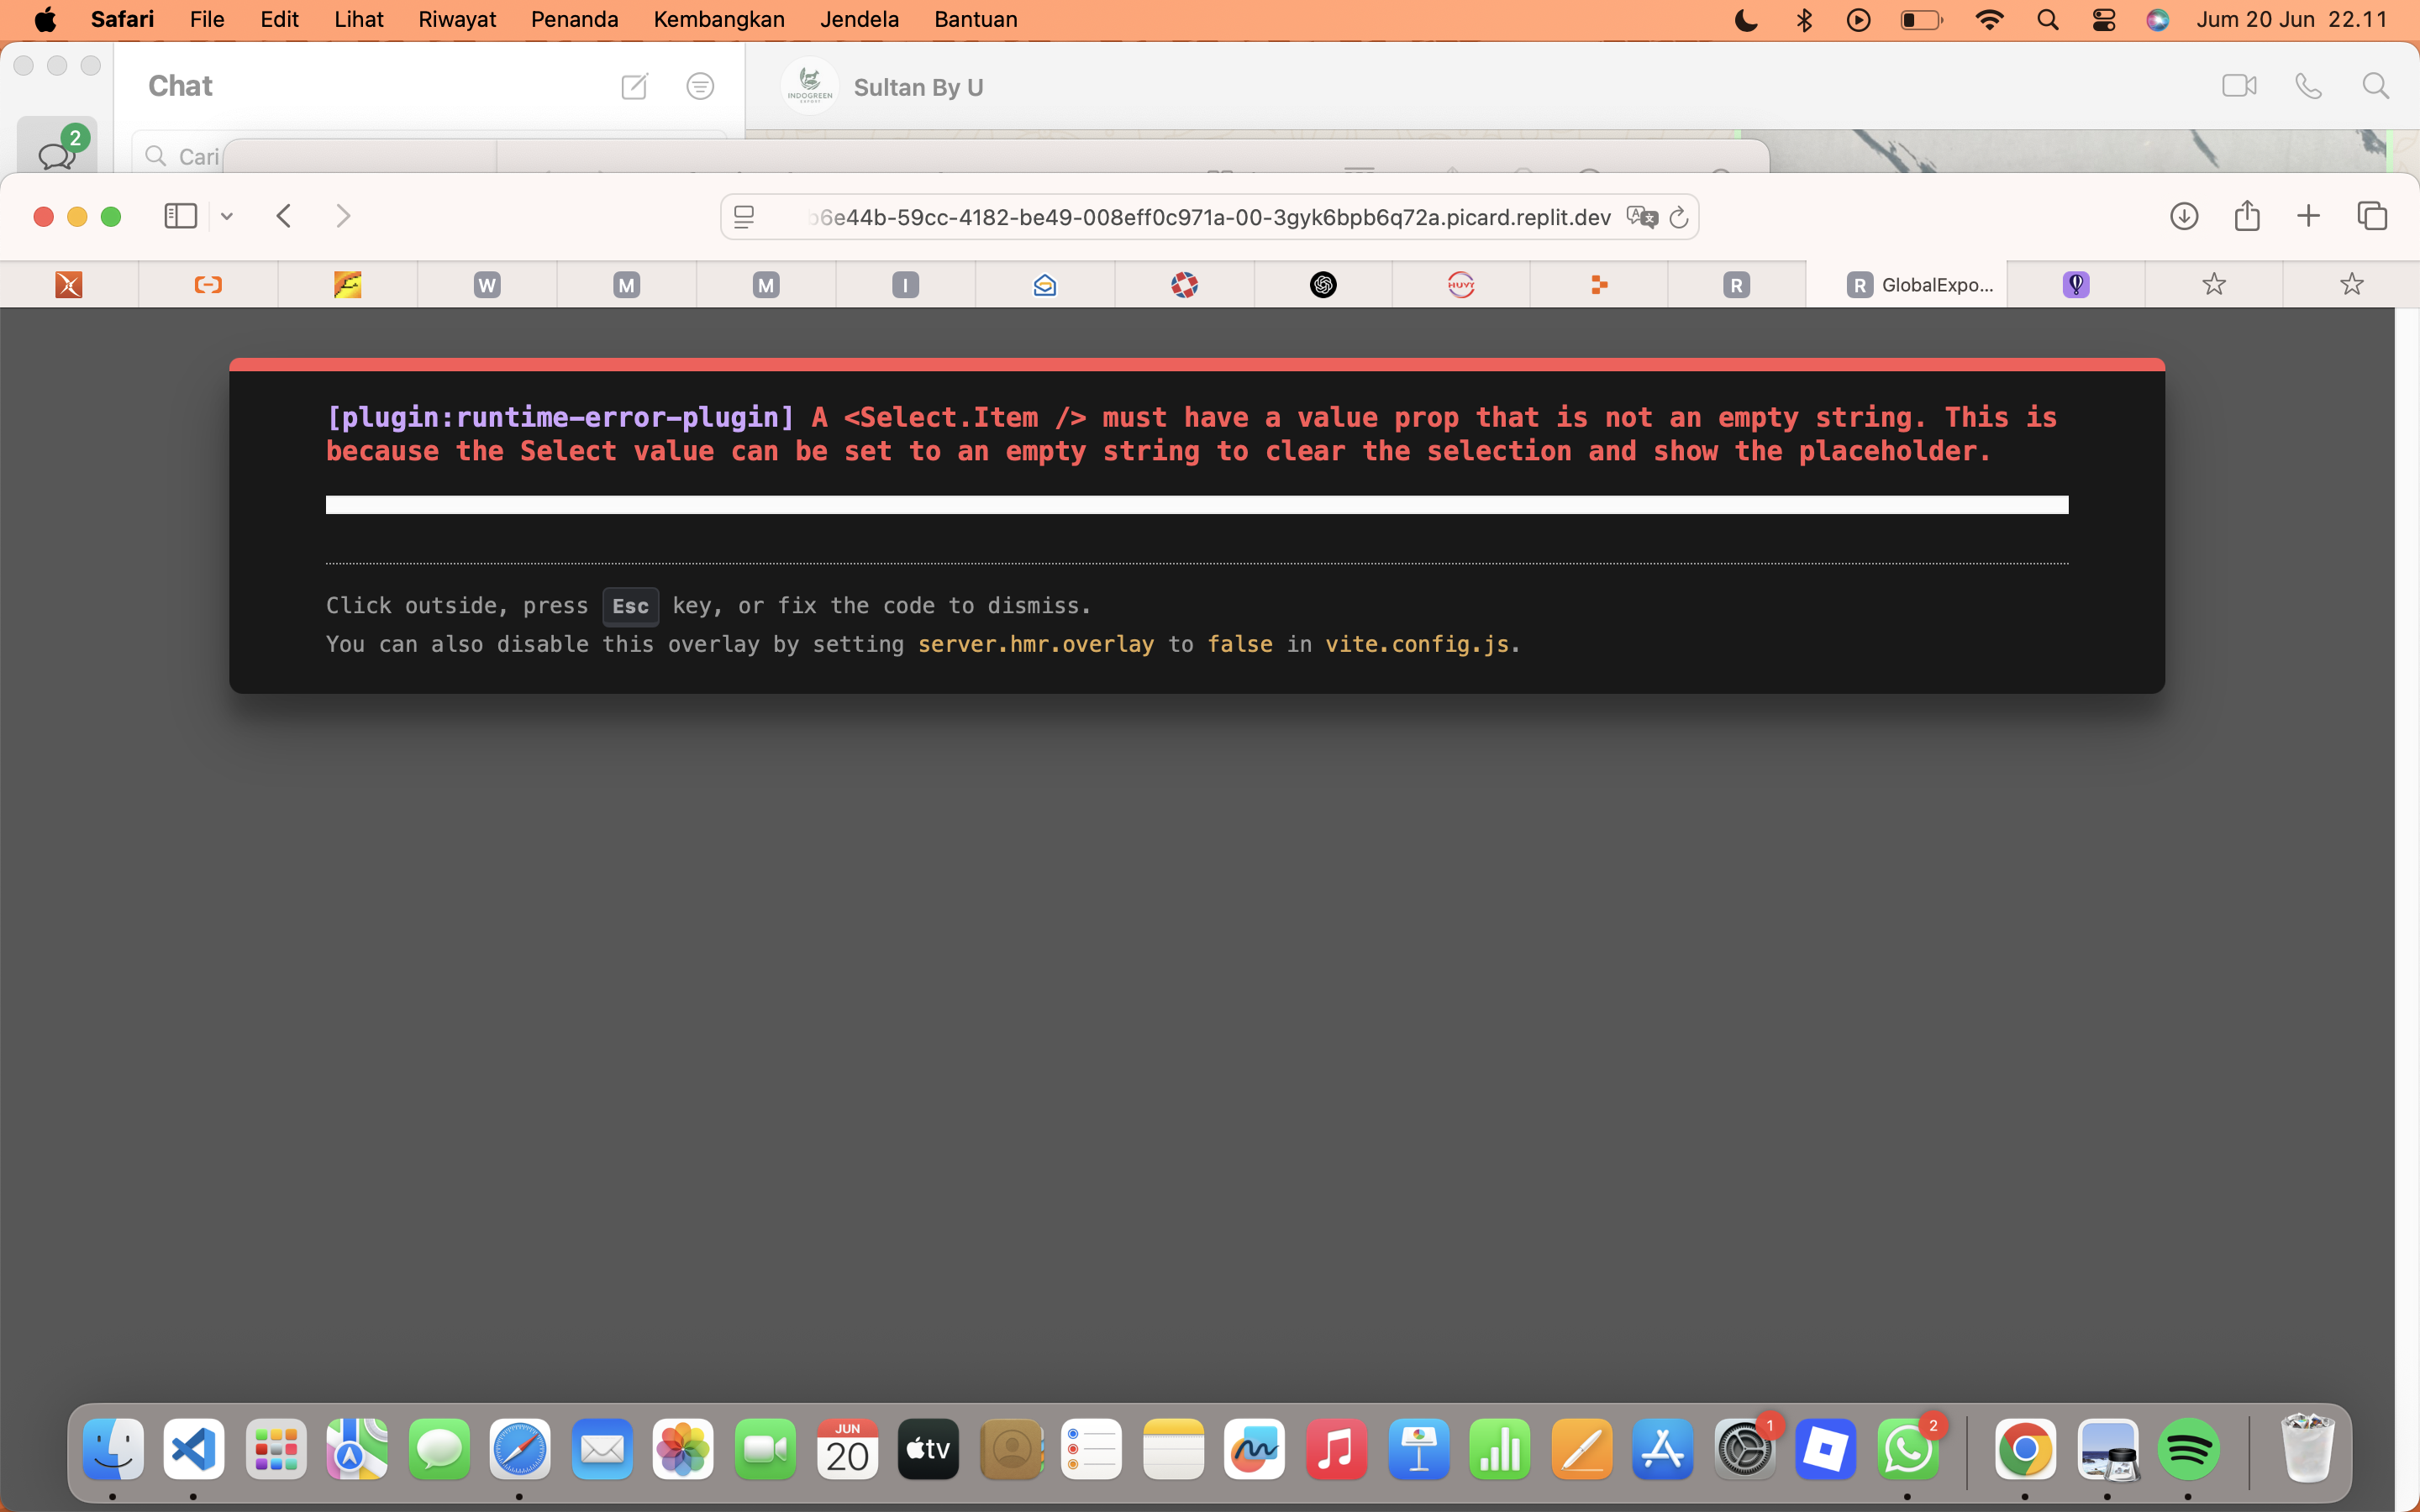 Safari File Edit Lihat Riwayat Penanda Kembangkan Jendela Bantuan Jum 20 Jun 22.11
Chat
INDOGREEN
EXPORT
Sultan By U
2
Cari
b6e44b-59cc-4182-be49-008eff0c971a-00-3gyk6bpb6q72a.picard.replit.dev
W M M I HUVY R R GlobalExpo...
[plugin:runtime-error-plugin] A <Select.Item /> must have a value prop that is not an empty string. This is
because the Select value can be set to an empty string to clear the selection and show the placeholder.
Click outside, press Esc key, or fix the code to dismiss.
You can also disable this overlay by setting server.hmr.overlay to false in vite.config.js.
JUN
20
tv
1
2